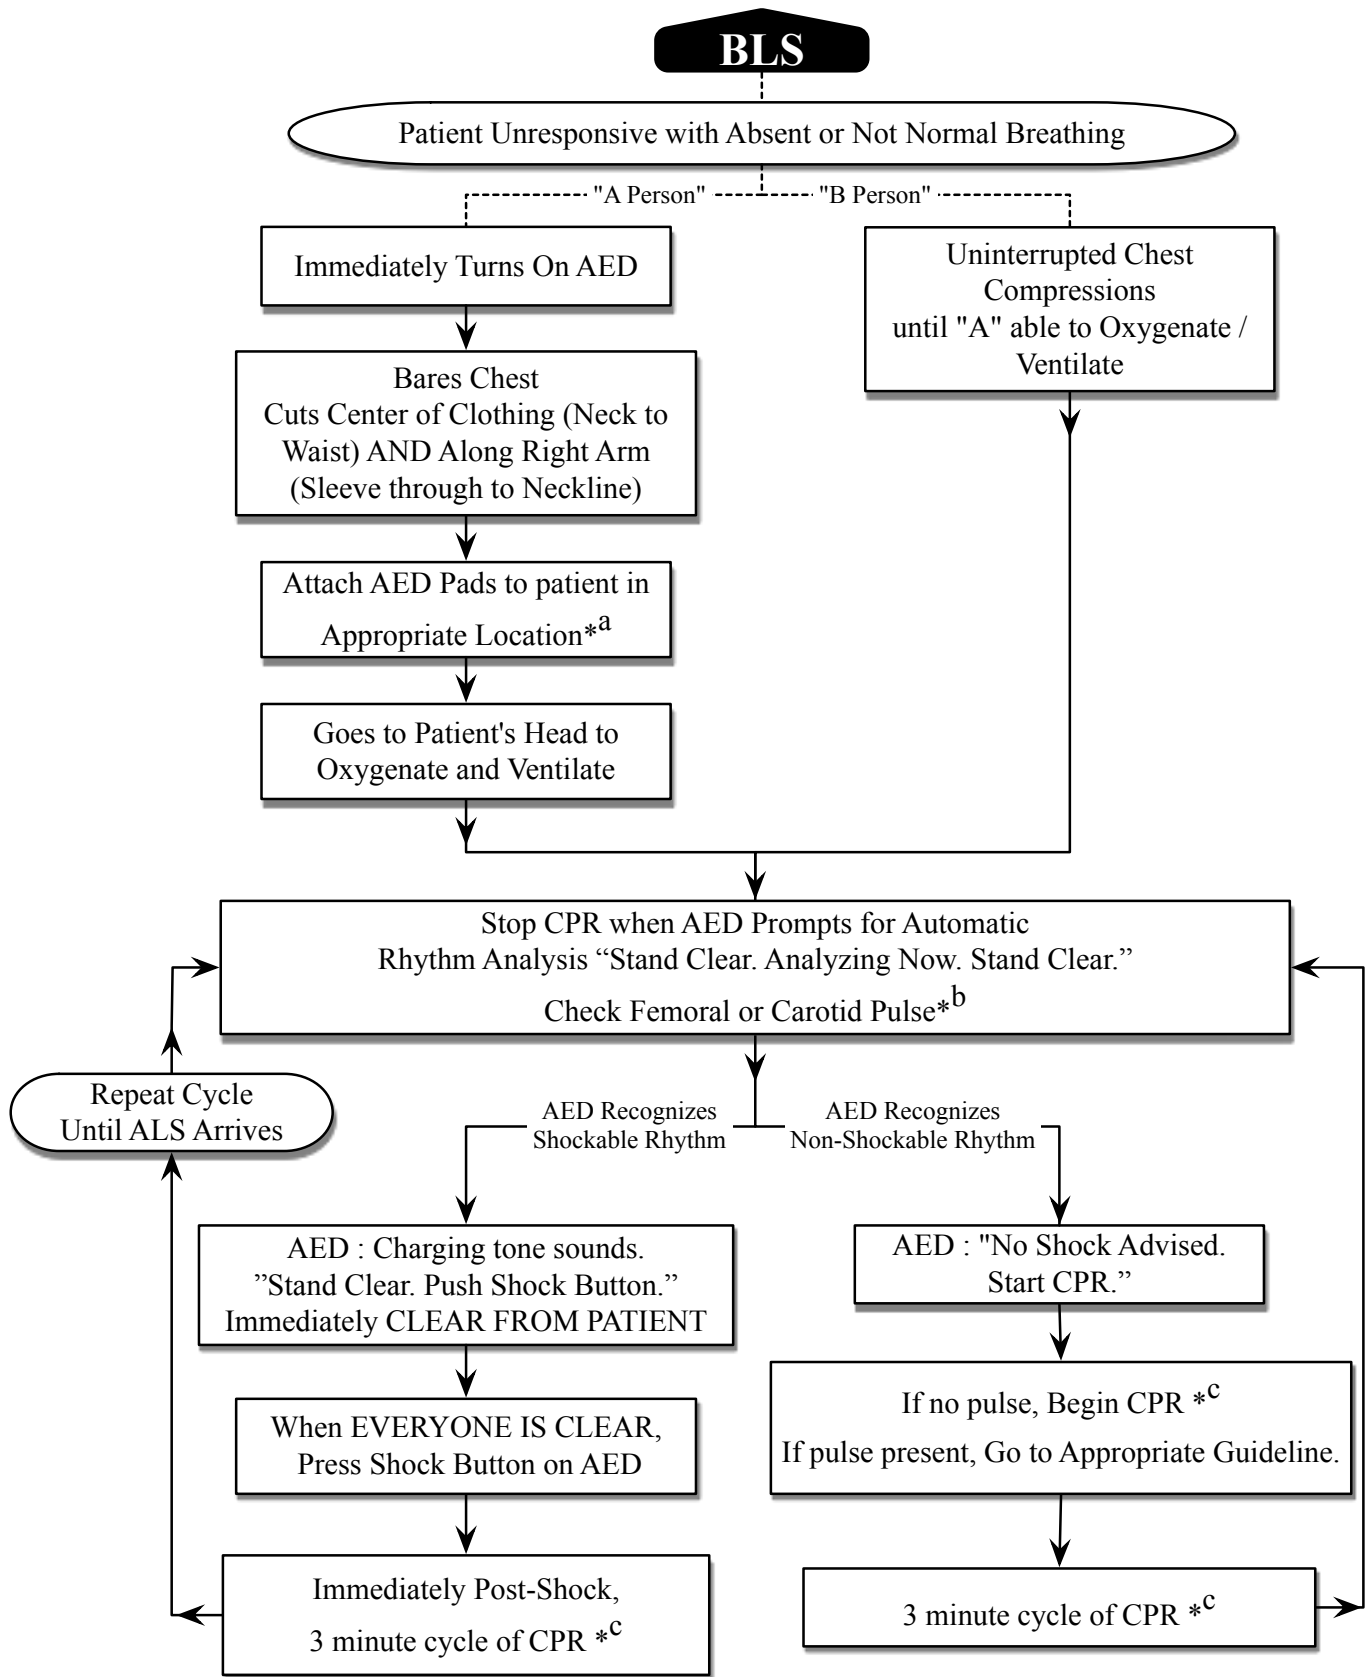 BLS
Patient Unresponsive with Absent or Not Normal Breathing
"A Person"
"B Person"
Immediately Turns On AED
Uninterrupted Chest
Compressions
until "A" able to Oxygenate /
Ventilate
Bares Chest
Cuts Center of Clothing (Neck to
Waist) AND Along Right Arm
(Sleeve through to Neckline)
Attach AED Pads to patient in
Appropriate Location*a
Goes to Patient's Head to
Oxygenate and Ventilate
Stop CPR when AED Prompts for Automatic
Rhythm Analysis “Stand Clear. Analyzing Now. Stand Clear.”
Check Femoral or Carotid Pulse*b
Repeat Cycle
Until ALS Arrives
AED Recognizes
Shockable Rhythm
AED Recognizes
Non-Shockable Rhythm
AED : Charging tone sounds.
”Stand Clear. Push Shock Button.”
Immediately CLEAR FROM PATIENT
AED : "No Shock Advised.
Start CPR.”
When EVERYONE IS CLEAR,
Press Shock Button on AED
If no pulse, Begin CPR *c
If pulse present, Go to Appropriate Guideline.
Immediately Post-Shock,
3 minute cycle of CPR *c
3 minute cycle of CPR *c